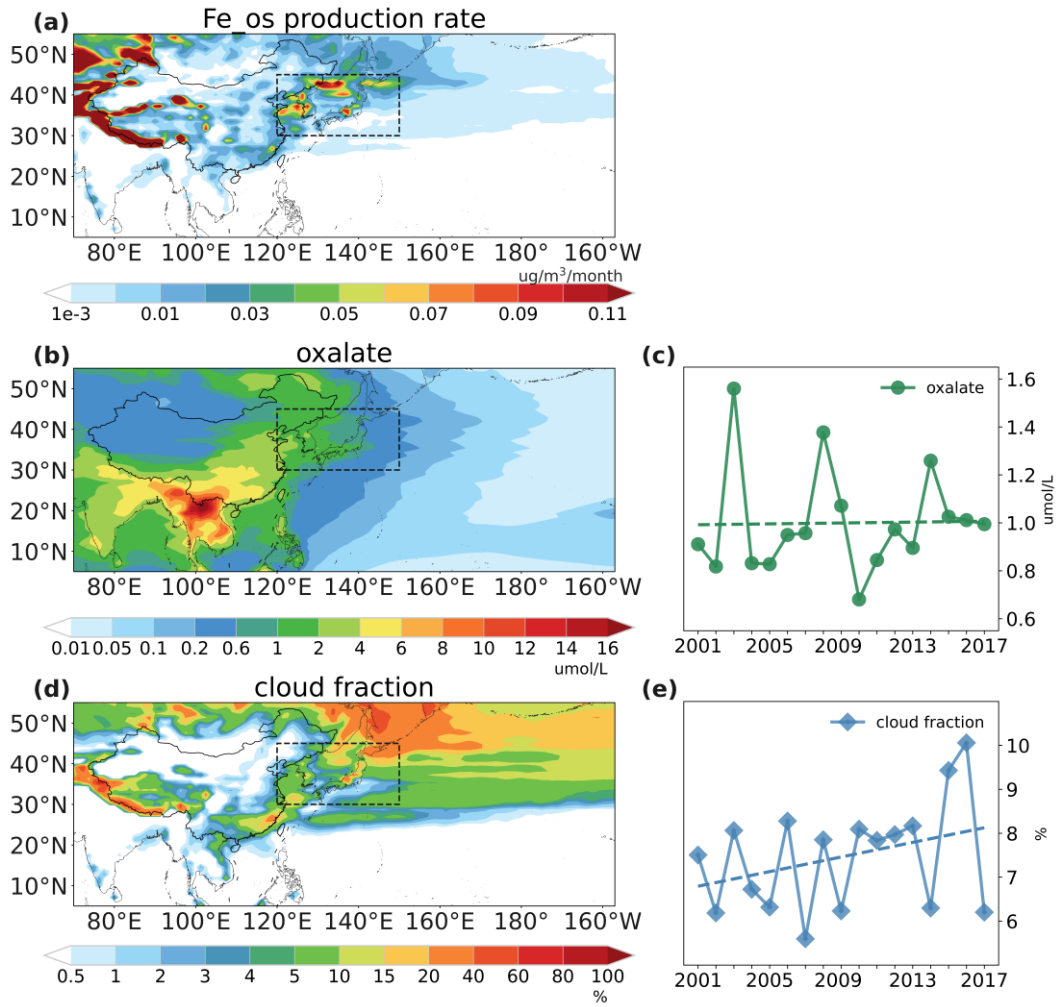 (a) Fe_os production rate
50°N
40°N
30°N
20°N
10°N
80°E 100°E 120°E 140°E 160°E 180° 160°W
ug/m³/month
1e-3 0.01 0.03 0.05 0.07 0.09 0.11
(b) oxalate
50°N
40°N
30°N
20°N
10°N
80°E 100°E 120°E 140°E 160°E 180° 160°W
0.01 0.05 0.1 0.2 0.6 1 2 4 6 8 10 12 14 16
umol/L
(c)
oxalate
1.6
1.4
1.2
1.0
0.8
0.6
umol/L
2001 2005 2009 2013 2017
(d) cloud fraction
50°N
40°N
30°N
20°N
10°N
80°E 100°E 120°E 140°E 160°E 180° 160°W
0.5 1 2 3 4 5 10 15 20 40 60 80 100
%
(e)
cloud fraction
10
9
8
7
6
%
2001 2005 2009 2013 2017